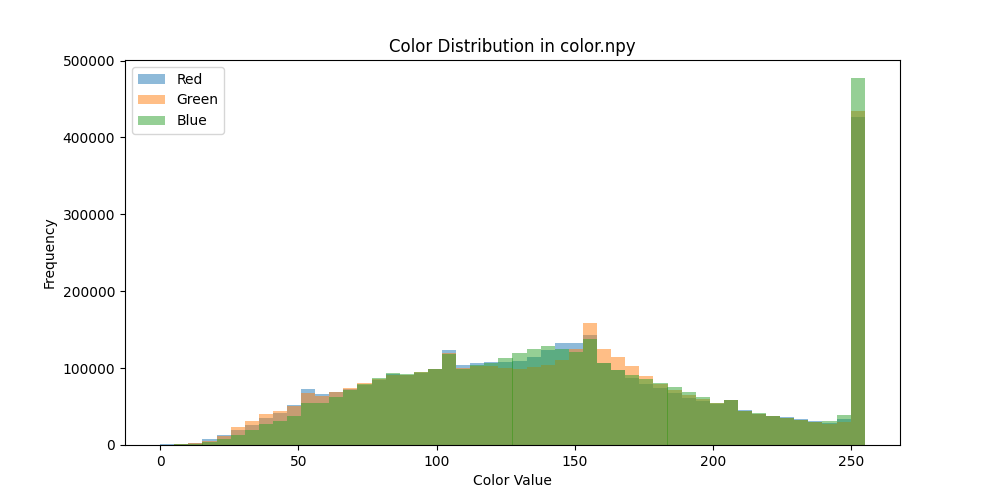 Color Distribution in color.npy
Red
Green
Blue
500000
400000
300000
200000
100000
0
Frequency
0 50 100 150 200 250
Color Value